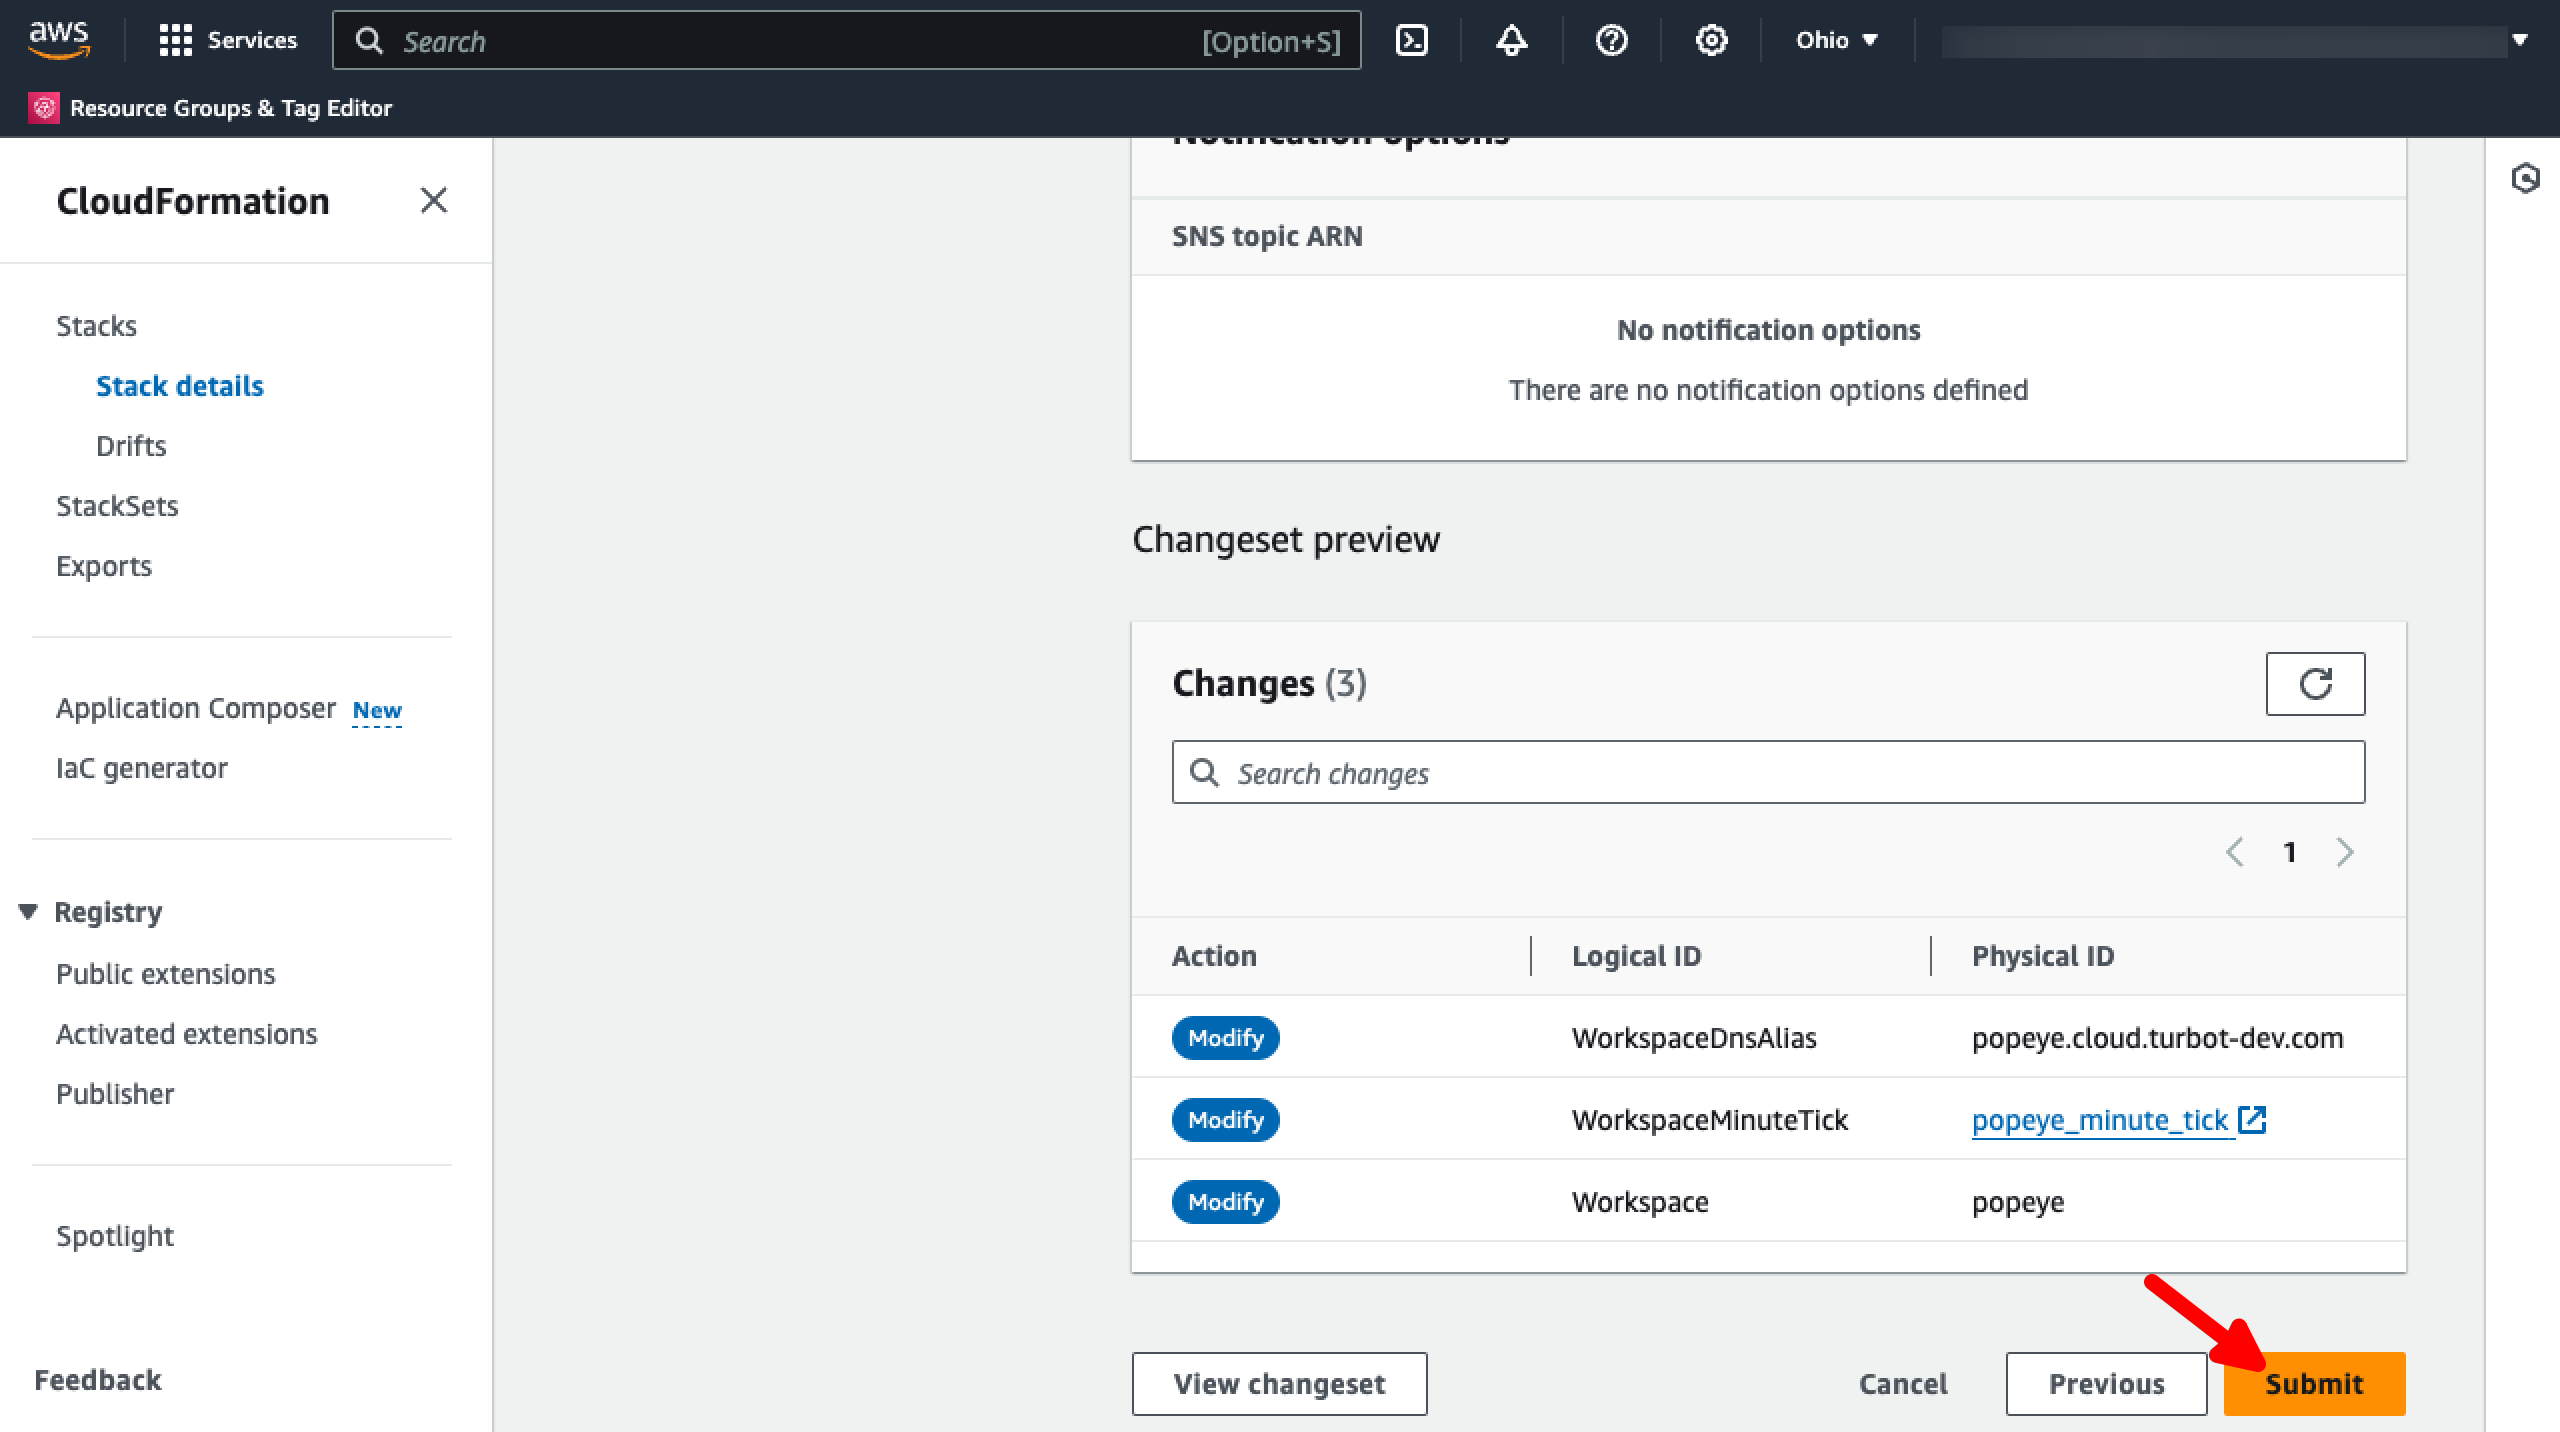 aws
Services
Search
[Option+S]
Ohio
Resource Groups & Tag Editor
CloudFormation
Stacks
Stack details
Drifts
StackSets
Exports
Application Composer New
IaC generator
Registry
Public extensions
Activated extensions
Publisher
Spotlight
Feedback
Notification options
SNS topic ARN
No notification options
There are no notification options defined
Changeset preview
Changes (3)
Search changes
1
Action Logical ID Physical ID
Modify WorkspaceDnsAlias popeye.cloud.turbot-dev.com
Modify WorkspaceMinuteTick popeye_minute_tick
Modify Workspace popeye
View changeset Cancel Previous Submit